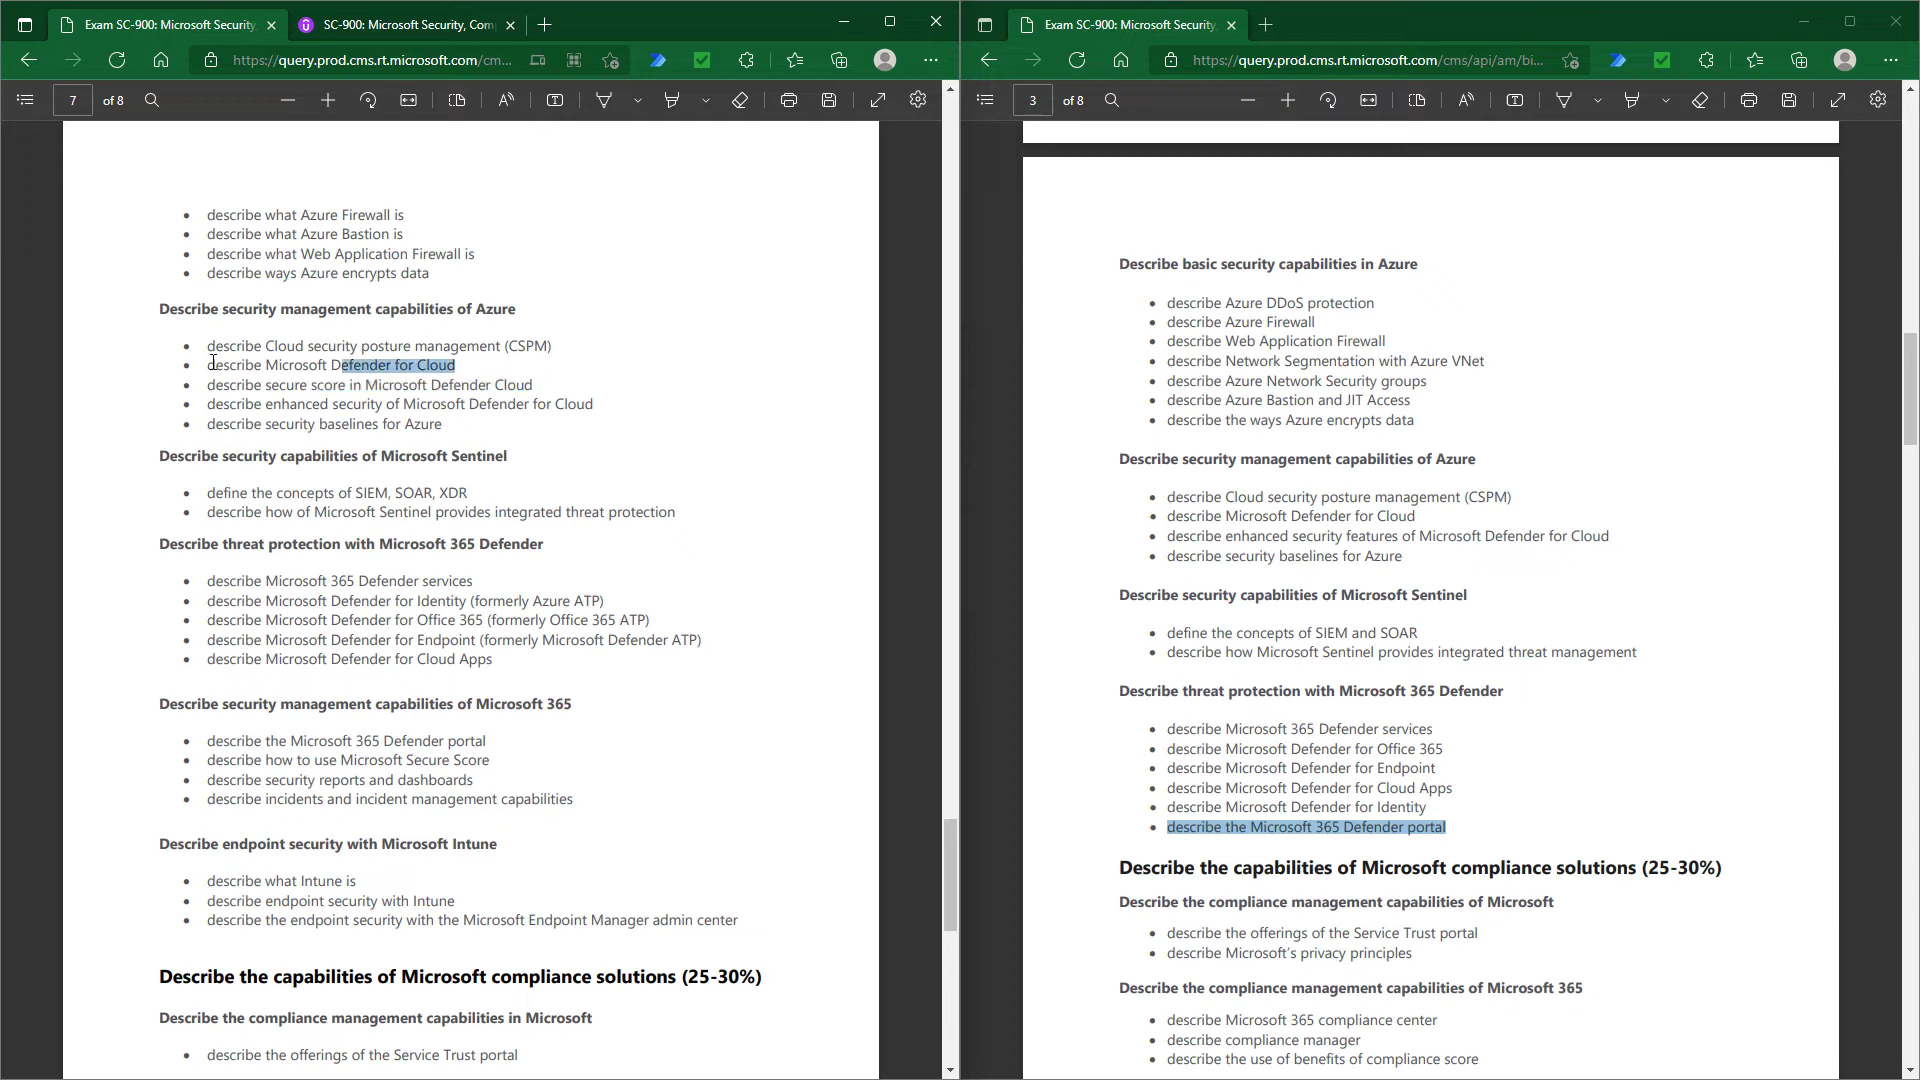 Exam SC-900: Microsoft Security,
SC-900: Microsoft Security, Com
https://query.prod.cms.rt.microsoft.com/cm...
7 of 8
describe what Azure Firewall is
describe what Azure Bastion is
describe what Web Application Firewall is
describe ways Azure encrypts data
Describe security management capabilities of Azure
describe Cloud security posture management (CSPM)
describe Microsoft Defender for Cloud
describe secure score in Microsoft Defender Cloud
describe enhanced security of Microsoft Defender for Cloud
describe security baselines for Azure
Describe security capabilities of Microsoft Sentinel
define the concepts of SIEM, SOAR, XDR
describe how of Microsoft Sentinel provides integrated threat protection
Describe threat protection with Microsoft 365 Defender
describe Microsoft 365 Defender services
describe Microsoft Defender for Identity (formerly Azure ATP)
describe Microsoft Defender for Office 365 (formerly Office 365 ATP)
describe Microsoft Defender for Endpoint (formerly Microsoft Defender ATP)
describe Microsoft Defender for Cloud Apps
Describe security management capabilities of Microsoft 365
describe the Microsoft 365 Defender portal
describe how to use Microsoft Secure Score
describe security reports and dashboards
describe incidents and incident management capabilities
Describe endpoint security with Microsoft Intune
describe what Intune is
describe endpoint security with Intune
describe the endpoint security with the Microsoft Endpoint Manager admin center
Describe the capabilities of Microsoft compliance solutions (25-30%)
Describe the compliance management capabilities in Microsoft
describe the offerings of the Service Trust portal
Exam SC-900: Microsoft Security,
https://query.prod.cms.rt.microsoft.com/cms/api/am/bi...
3 of 8
Describe basic security capabilities in Azure
describe Azure DDoS protection
describe Azure Firewall
describe Web Application Firewall
describe Network Segmentation with Azure VNet
describe Azure Network Security groups
describe Azure Bastion and JIT Access
describe the ways Azure encrypts data
Describe security management capabilities of Azure
describe Cloud security posture management (CSPM)
describe Microsoft Defender for Cloud
describe enhanced security features of Microsoft Defender for Cloud
describe security baselines for Azure
Describe security capabilities of Microsoft Sentinel
define the concepts of SIEM and SOAR
describe how Microsoft Sentinel provides integrated threat management
Describe threat protection with Microsoft 365 Defender
describe Microsoft 365 Defender services
describe Microsoft Defender for Office 365
describe Microsoft Defender for Endpoint
describe Microsoft Defender for Cloud Apps
describe Microsoft Defender for Identity
describe the Microsoft 365 Defender portal
Describe the capabilities of Microsoft compliance solutions (25-30%)
Describe the compliance management capabilities of Microsoft
describe the offerings of the Service Trust portal
describe Microsoft's privacy principles
Describe the compliance management capabilities of Microsoft 365
describe Microsoft 365 compliance center
describe compliance manager
describe the use of benefits of compliance score